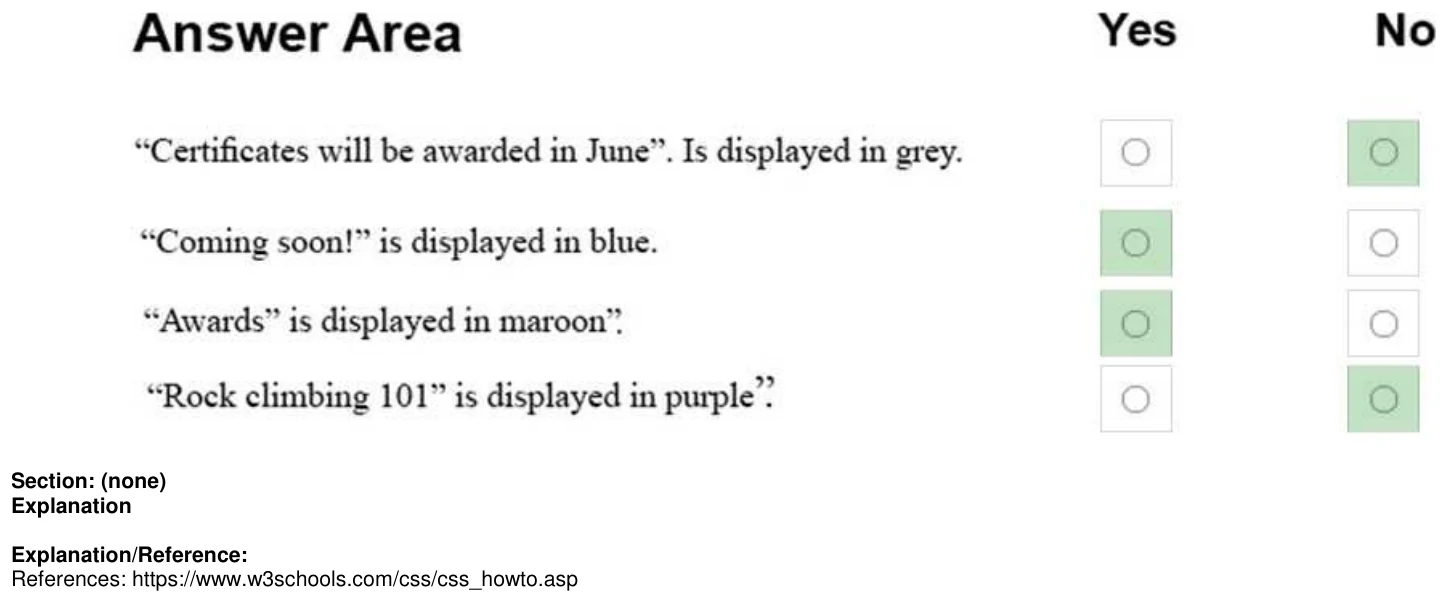 Answer Area Yes No
“Certificates will be awarded in June”. Is displayed in grey.
“Coming soon!” is displayed in blue.
“Awards” is displayed in maroon”.
“Rock climbing 101” is displayed in purple”.
Section: (none)
Explanation
Explanation/Reference:
References: https://www.w3schools.com/css/css_howto.asp